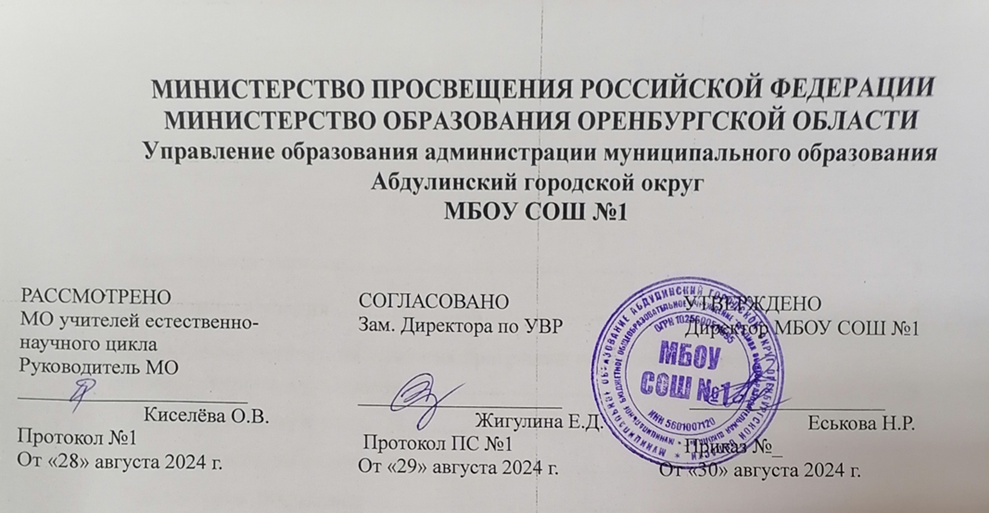 МИНИСТЕРСТВО ПРОСВЕЩЕНИЯ РОССИЙСКОЙ ФЕДЕРАЦИИ
МИНИСТЕРСТВО ОБРАЗОВАНИЯ ОРЕНБУРГСКОЙ ОБЛАСТИ
Управление образования администрации муниципального образования
Абдулинский городской округ
МБОУ СОШ №1
РАССМОТРЕНО
МО учителей естественно-
научного цикла
Руководитель МО
Киселёва О.В.
Протокол №1
От «28» августа 2024 г.
СОГЛАСОВАНО
Зам. Директора по УВР
Жигулина Е.Д.
Протокол ПС №1
От «29» августа 2024 г.
УТВЕРЖДЕНО
Директор МБОУ СОШ №1
Еськова Н.Р.
Приказ №_
От «30» августа 2024 г.
МБОУ
СОШ №1
ИНН 5601007120